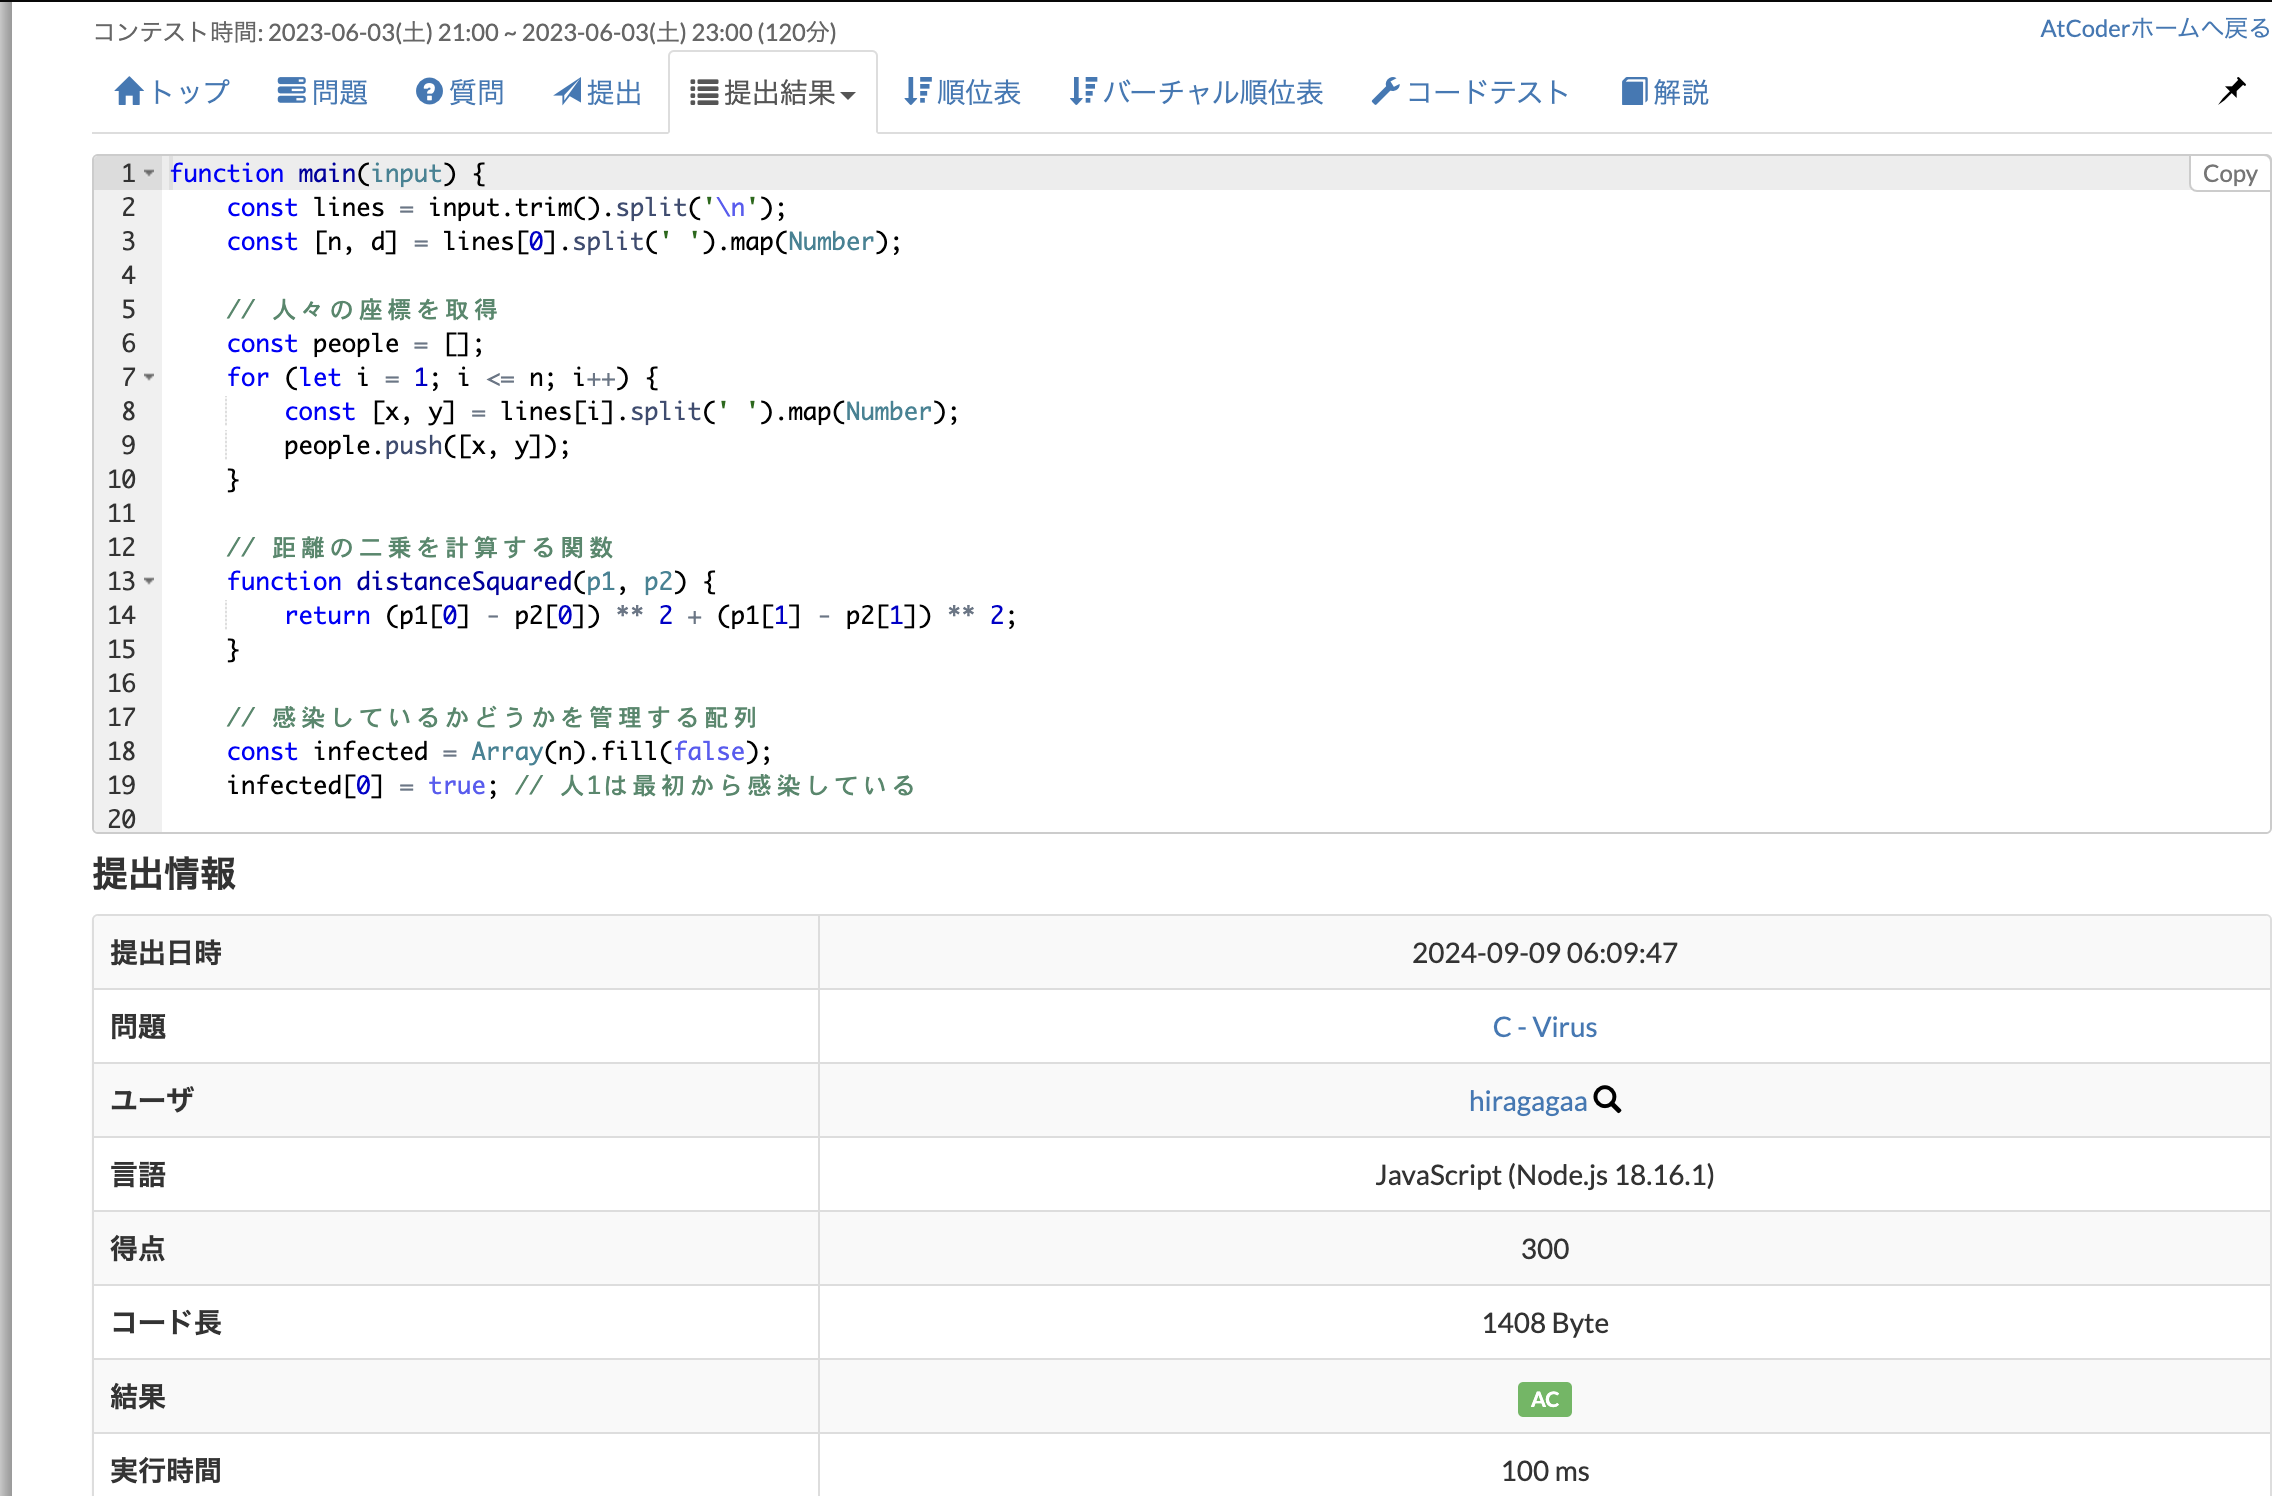 コンテスト時間: 2023-06-03(土) 21:00 ~ 2023-06-03(土) 23:00 (120分)
AtCoderホームへ戻る
トップ 問題 質問 提出 提出結果 順位表 バーチャル順位表 コードテスト 解説
Copy
1 function main(input) {
2     const lines = input.trim().split('\n');
3     const [n, d] = lines[0].split(' ').map(Number);
4
5     // 人々の座標を取得
6     const people = [];
7     for (let i = 1; i <= n; i++) {
8         const [x, y] = lines[i].split(' ').map(Number);
9         people.push([x, y]);
10     }
11
12     // 距離の二乗を計算する関数
13     function distanceSquared(p1, p2) {
14         return (p1[0] - p2[0]) ** 2 + (p1[1] - p2[1]) ** 2;
15     }
16
17     // 感染しているかどうかを管理する配列
18     const infected = Array(n).fill(false);
19     infected[0] = true; // 人1は最初から感染している
20
提出情報
提出日時 2024-09-09 06:09:47
問題 C - Virus
ユーザ hiragagaa
言語 JavaScript (Node.js 18.16.1)
得点 300
コード長 1408 Byte
結果 AC
実行時間 100 ms